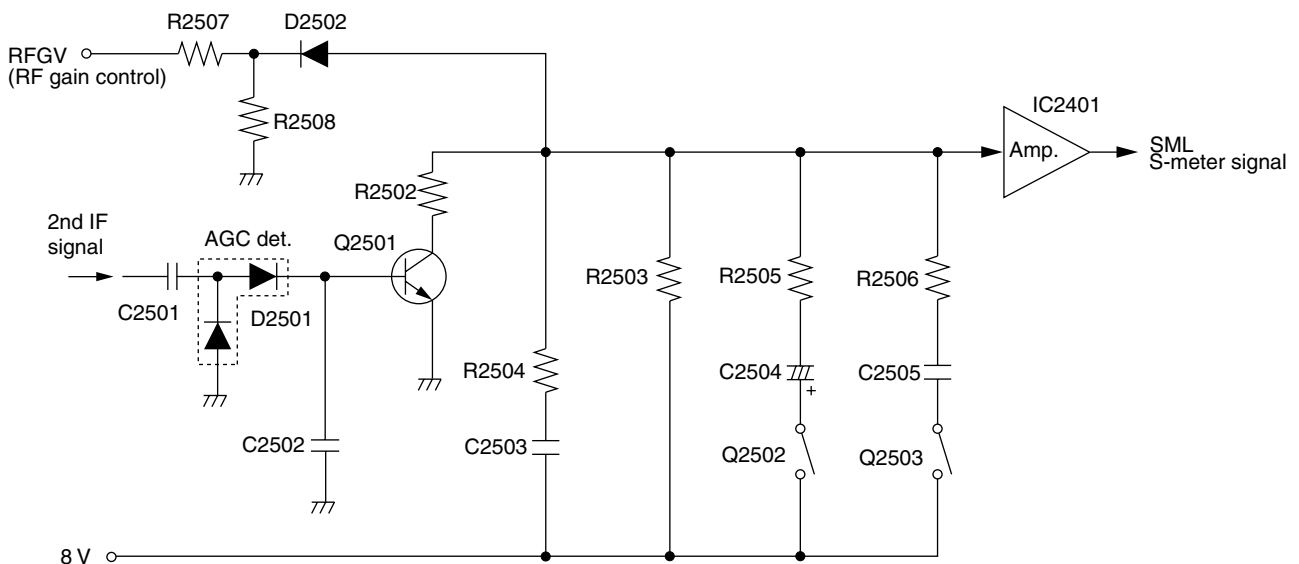 R2507
D2502
RFGV
(RF gain control)
R2508
IC2401
Amp.
SML
S-meter signal
R2502
2nd IF
signal
AGC det.
Q2501
C2501
D2501
R2503
R2505
R2506
R2504
C2504
+
C2505
C2502
C2503
Q2502
Q2503
8 V